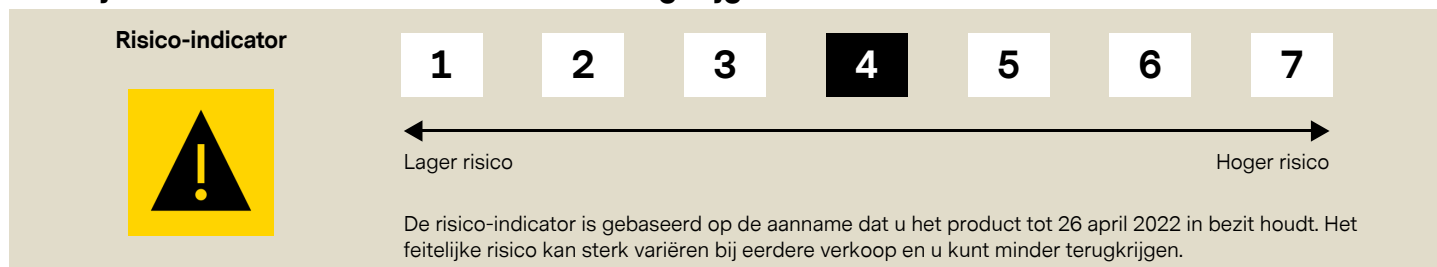 Risico-indicator
1 2 3 4 5 6 7
Lager risico Hoger risico
De risico-indicator is gebaseerd op de aanname dat u het product tot 26 april 2022 in bezit houdt. Het
feitelijke risico kan sterk variëren bij eerdere verkoop en u kunt minder terugkrijgen.